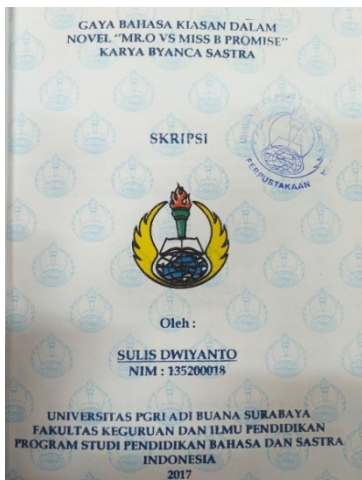 GAYA BAHASA KIASAN DALAM
NOVEL "MR.O VS MISS B PROMISE"
KARYA BYANCA SASTRA
SKRIPSI
PERPUSTAKAAN
Oleh :
SULIS DWIYANTO
NIM : 135200018
UNIVERSITAS PGRI ADI BUANA SURABAYA
FAKULTAS KEGURUAN DAN ILMU PENDIDIKAN
PROGRAM STUDI PENDIDIKAN BAHASA DAN SASTRA
INDONESIA
2017